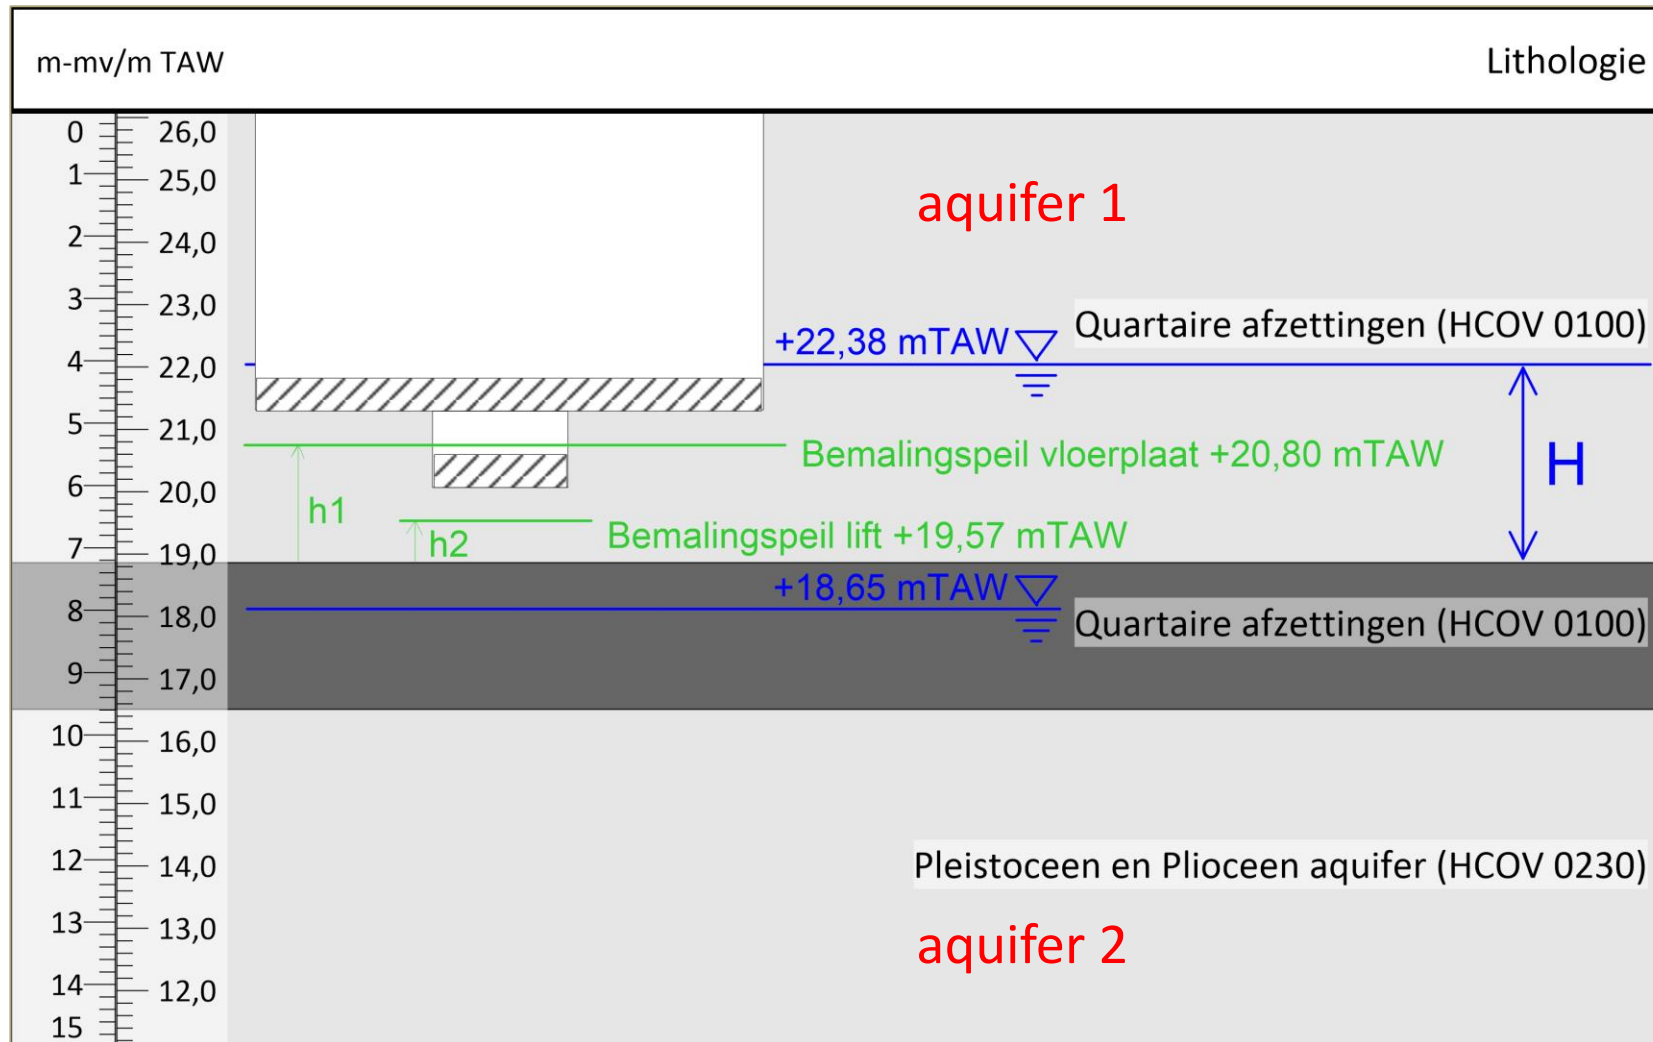 m-mv/m TAW
Lithologie
0 26,0
1 25,0
aquifer 1
2 24,0
3 23,0
Quartaire afzettingen (HCOV 0100)
+22,38 mTAW
4 22,0
5 21,0
Bemalingspeil vloerplaat +20,80 mTAW
H
6 20,0
h1
Bemalingspeil lift +19,57 mTAW
h2
7 19,0
+18,65 mTAW
8 18,0
Quartaire afzettingen (HCOV 0100)
9 17,0
10 16,0
11 15,0
12 14,0
Pleistoceen en Plioceen aquifer (HCOV 0230)
13 13,0
aquifer 2
14 12,0
15